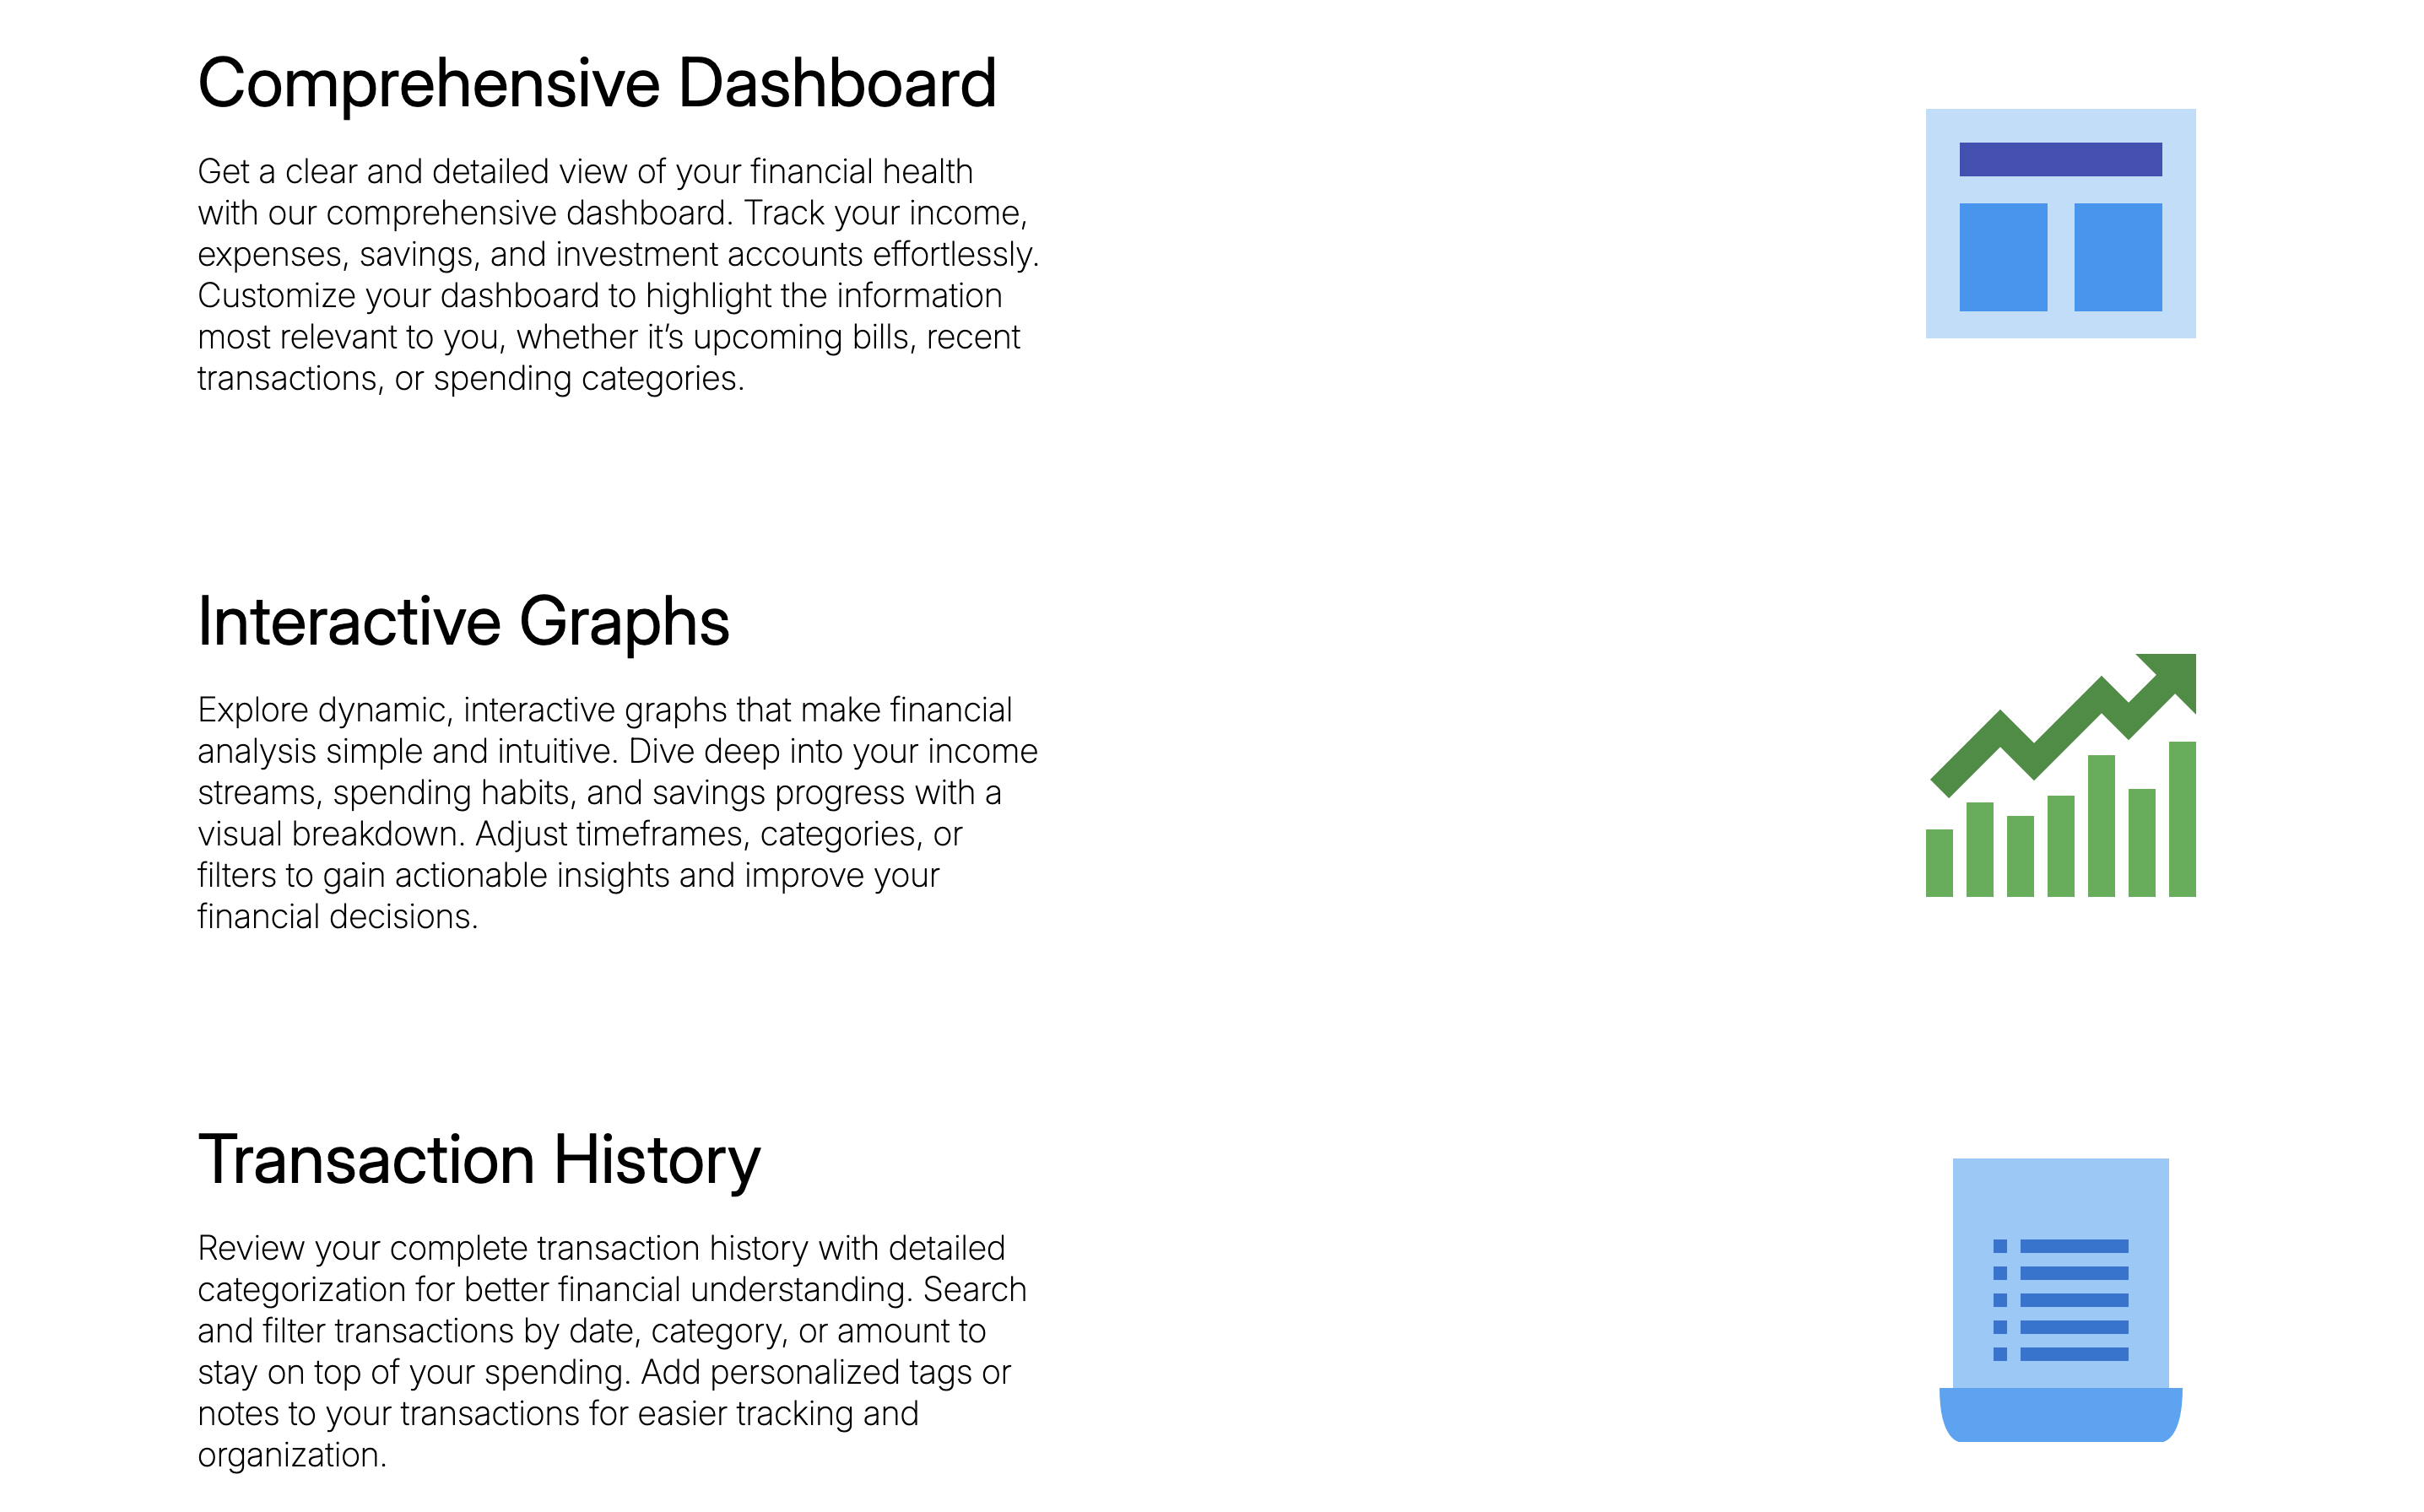 Comprehensive Dashboard
Get a clear and detailed view of your financial health
with our comprehensive dashboard. Track your income,
expenses, savings, and investment accounts effortlessly.
Customize your dashboard to highlight the information
most relevant to you, whether it’s upcoming bills, recent
transactions, or spending categories.
Interactive Graphs
Explore dynamic, interactive graphs that make financial
analysis simple and intuitive. Dive deep into your income
streams, spending habits, and savings progress with a
visual breakdown. Adjust timeframes, categories, or
filters to gain actionable insights and improve your
financial decisions.
Transaction History
Review your complete transaction history with detailed
categorization for better financial understanding. Search
and filter transactions by date, category, or amount to
stay on top of your spending. Add personalized tags or
notes to your transactions for easier tracking and
organization.